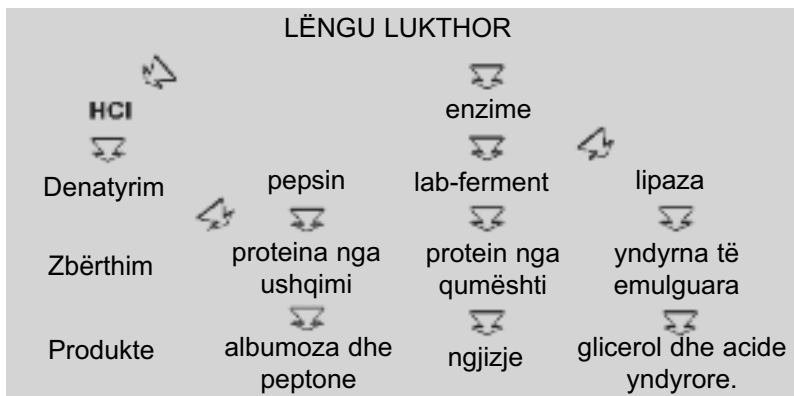 LËNGU LUKTHOR
HCl
enzime
Denatyrim pepsin lab-ferment lipaza
Zbërthim
proteina nga ushqimi
protein nga qumështi
yndyrna të emulguara
Produkte
albumoza dhe peptone
ngjizje
glicerol dhe acide yndyrore.